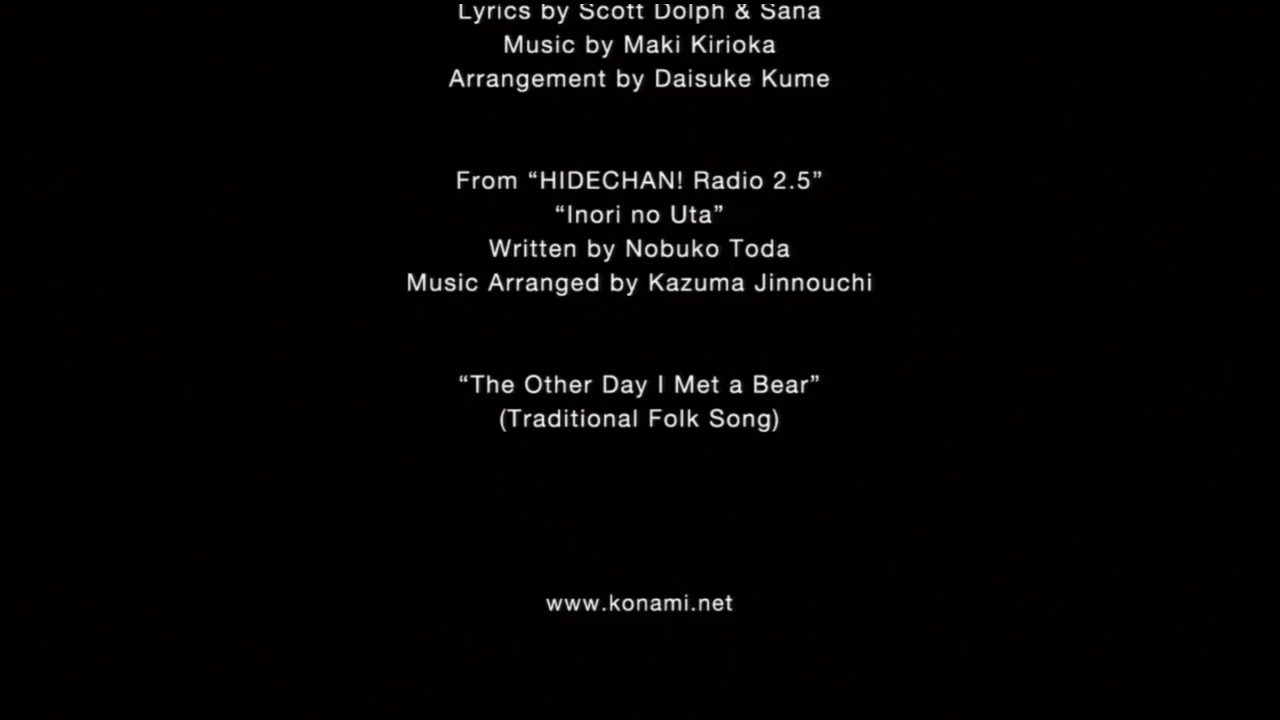 Lyrics by Scott Dolph & Sana
Music by Maki Kirioka
Arrangement by Daisuke Kume
From “HIDECHAN! Radio 2.5”
“Inori no Uta”
Written by Nobuko Toda
Music Arranged by Kazuma Jinnouchi
“The Other Day I Met a Bear”
(Traditional Folk Song)
www.konami.net